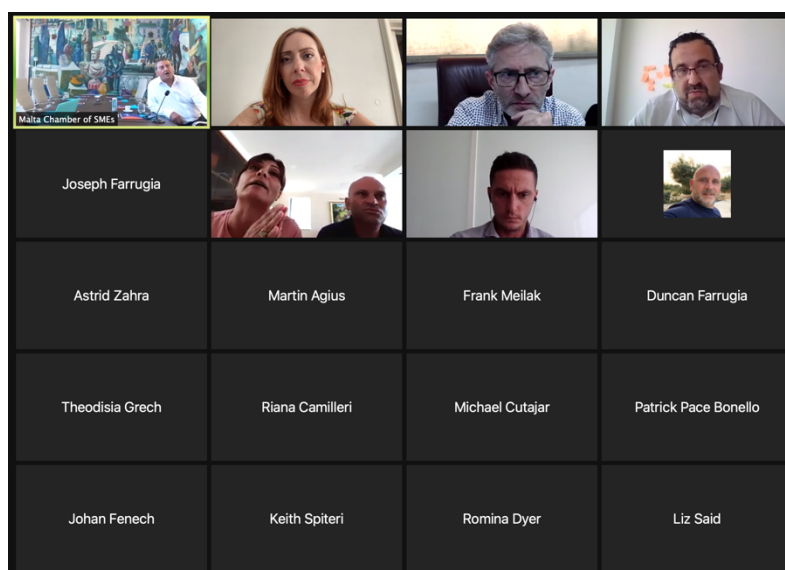 Malta Chamber of SMEs
Joseph Farrugia
Astrid Zahra
Martin Agius
Frank Meilak
Duncan Farrugia
Theodisia Grech
Riana Camilleri
Michael Cutajar
Patrick Pace Bonello
Johan Fenech
Keith Spiteri
Romina Dyer
Liz Said